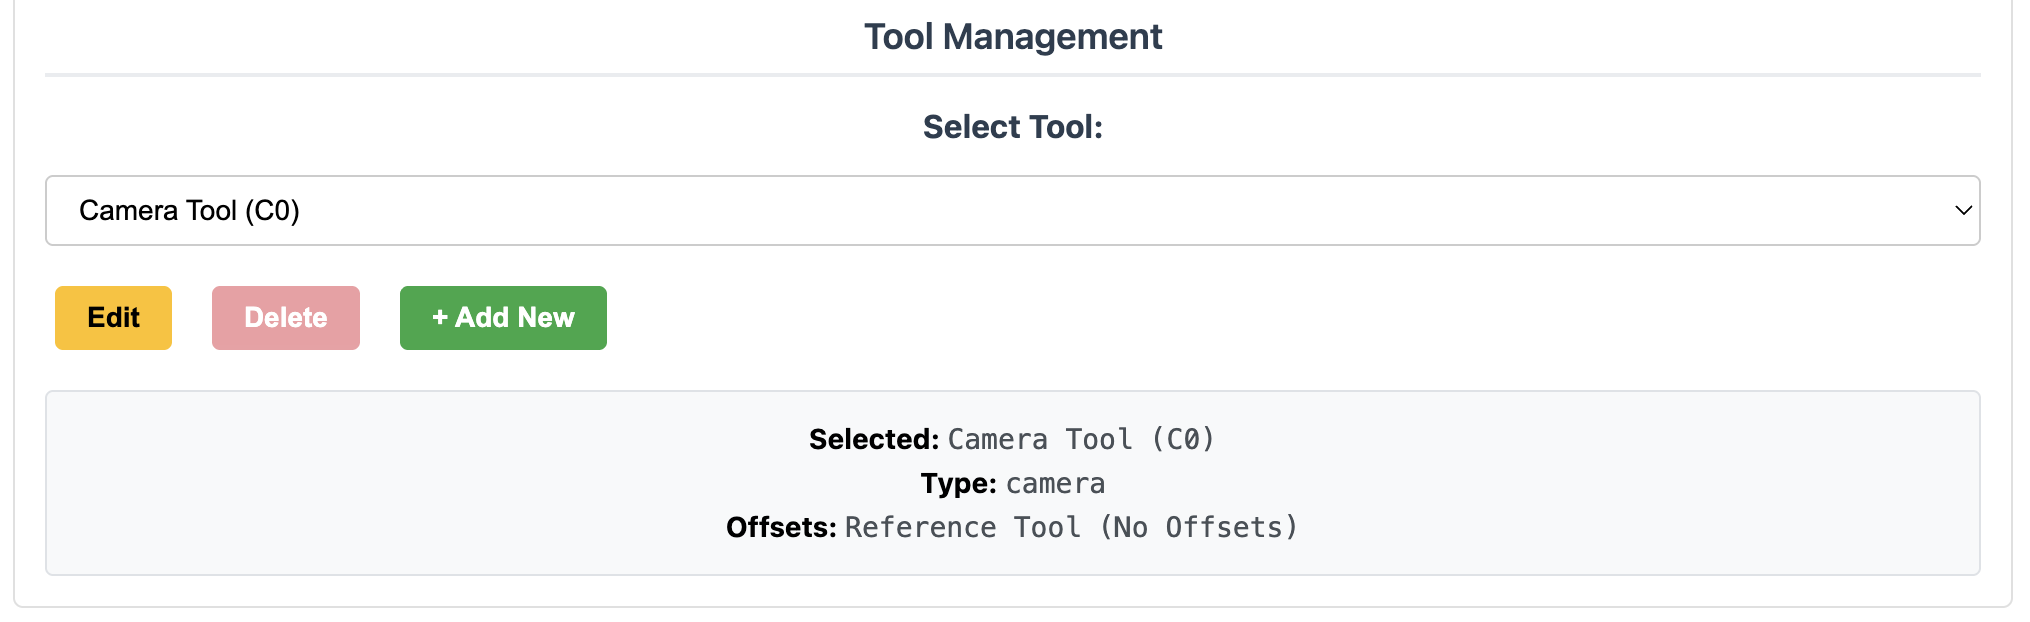 Tool Management
Select Tool:
Camera Tool (C0)
Edit Delete + Add New
Selected: Camera Tool (C0)
Type: camera
Offsets: Reference Tool (No Offsets)